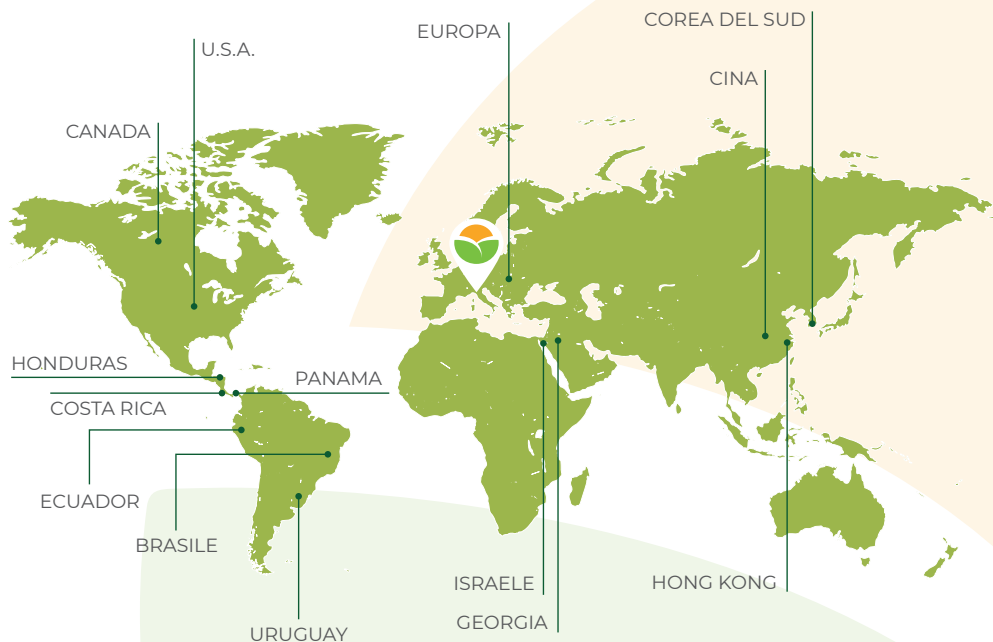 COREA DEL SUD
EUROPA
U.S.A.
CINA
CANADA
HONDURAS
PANAMA
COSTA RICA
ECUADOR
BRASILE
ISRAELE
HONG KONG
GEORGIA
URUGUAY